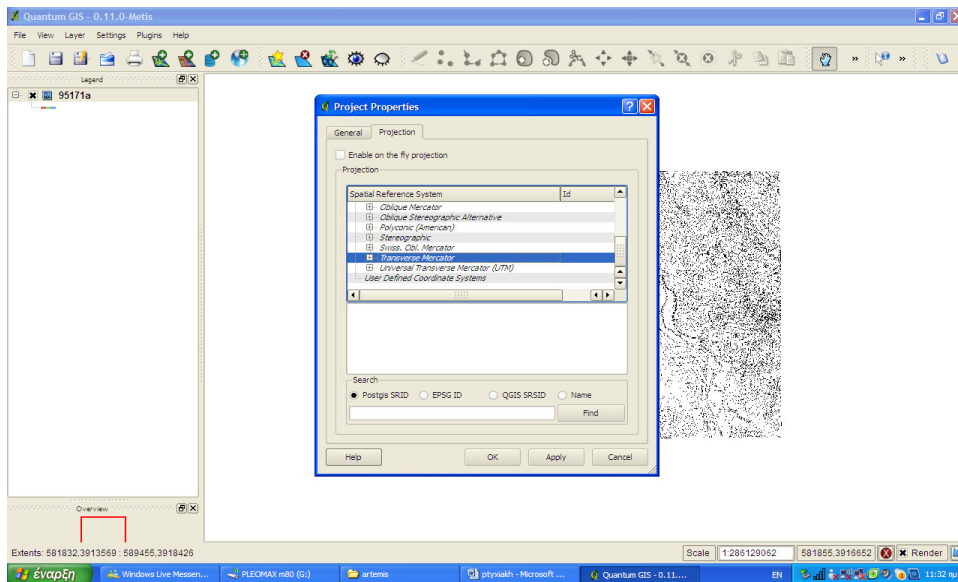 Quantum GIS - 0.11.0-Metis
File View Layer Settings Plugins Help
» »
Legend
95171a
Project Properties
General Projection
Enable on the fly projection
Projection
Spatial Reference System Id
Oblique Mercator
Oblique Stereographic Alternative
Polyconic (American)
Stereographic
Swiss. Obl. Mercator
Transverse Mercator
Universal Transverse Mercator (UTM)
User Defined Coordinate Systems
Search
Postgis SRID EPSG ID QGIS SRSID Name
Find
Help OK Apply Cancel
Overview
Extents: 581832,3913569 : 589455,3918426
Scale 1:286129062 581855,3916652 Render
έναρξη Windows Live Messen... PLEOMAX m80 (G:) artemis ptyxiakh - Microsoft ... Quantum GIS - 0.11.... EN 11:32 πμ